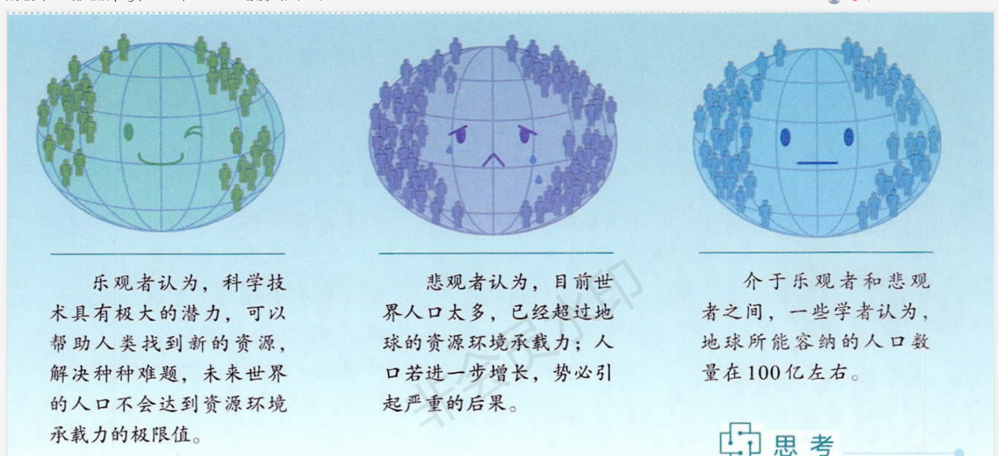 乐观者认为，科学技
术具有极大的潜力，可以
帮助人类找到新的资源，
解决种种难题，未来世界
的人口不会达到资源环境
承载力的极限值。
悲观者认为，目前世
界人口太多，已经超过地
球的资源环境承载力；人
口若进一步增长，势必引
起严重的后果。
介于乐观者和悲观
者之间，一些学者认为，
地球所能容纳的人口数
量在100亿左右。
非会员水印
思考